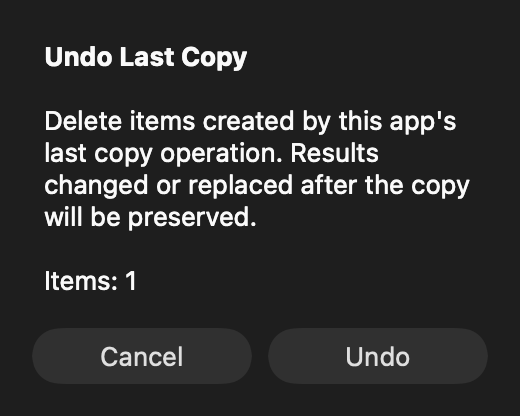 Undo Last Copy
Delete items created by this app's
last copy operation. Results
changed or replaced after the copy
will be preserved.
Items: 1
Cancel
Undo